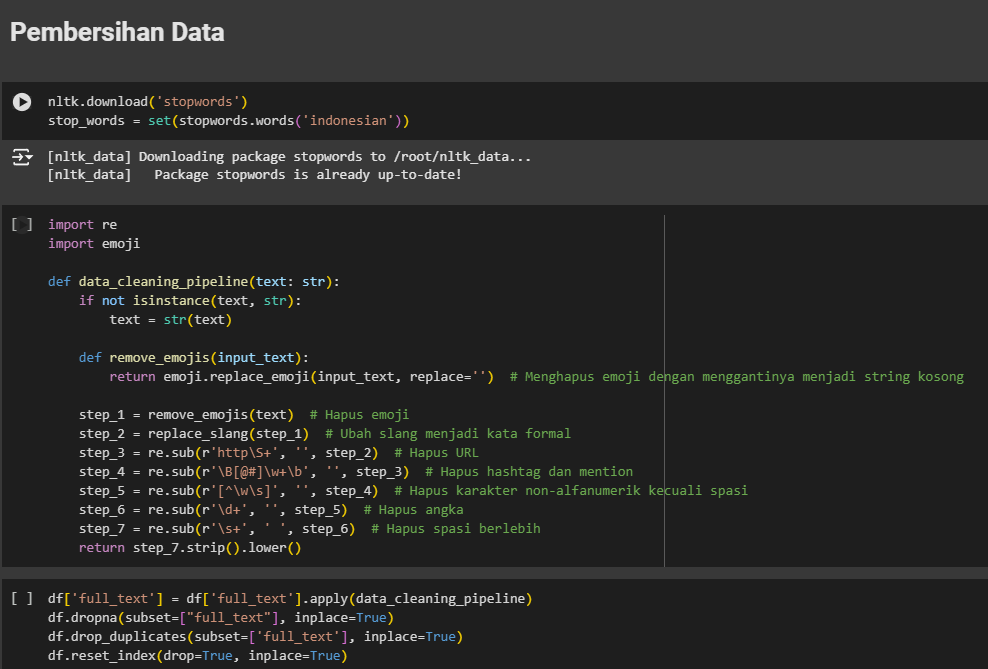 Pembersihan Data
nltk.download('stopwords')
stop_words = set(stopwords.words('indonesian'))
[nltk_data] Downloading package stopwords to /root/nltk_data...
[nltk_data]   Package stopwords is already up-to-date!
[ ] import re
import emoji

def data_cleaning_pipeline(text: str):
    if not isinstance(text, str):
        text = str(text)

    def remove_emojis(input_text):
        return emoji.replace_emoji(input_text, replace='')  # Menghapus emoji dengan menggantinya menjadi string kosong

    step_1 = remove_emojis(text)  # Hapus emoji
    step_2 = replace_slang(step_1)  # Ubah slang menjadi kata formal
    step_3 = re.sub(r'http\S+', '', step_2)  # Hapus URL
    step_4 = re.sub(r'\B[@#]\w+\b', '', step_3)  # Hapus hashtag dan mention
    step_5 = re.sub(r'[^\w\s]', '', step_4)  # Hapus karakter non-alfanumerik kecuali spasi
    step_6 = re.sub(r'\d+', '', step_5)  # Hapus angka
    step_7 = re.sub(r'\s+', ' ', step_6)  # Hapus spasi berlebih
    return step_7.strip().lower()
[ ] df['full_text'] = df['full_text'].apply(data_cleaning_pipeline)
df.dropna(subset=["full_text"], inplace=True)
df.drop_duplicates(subset=['full_text'], inplace=True)
df.reset_index(drop=True, inplace=True)